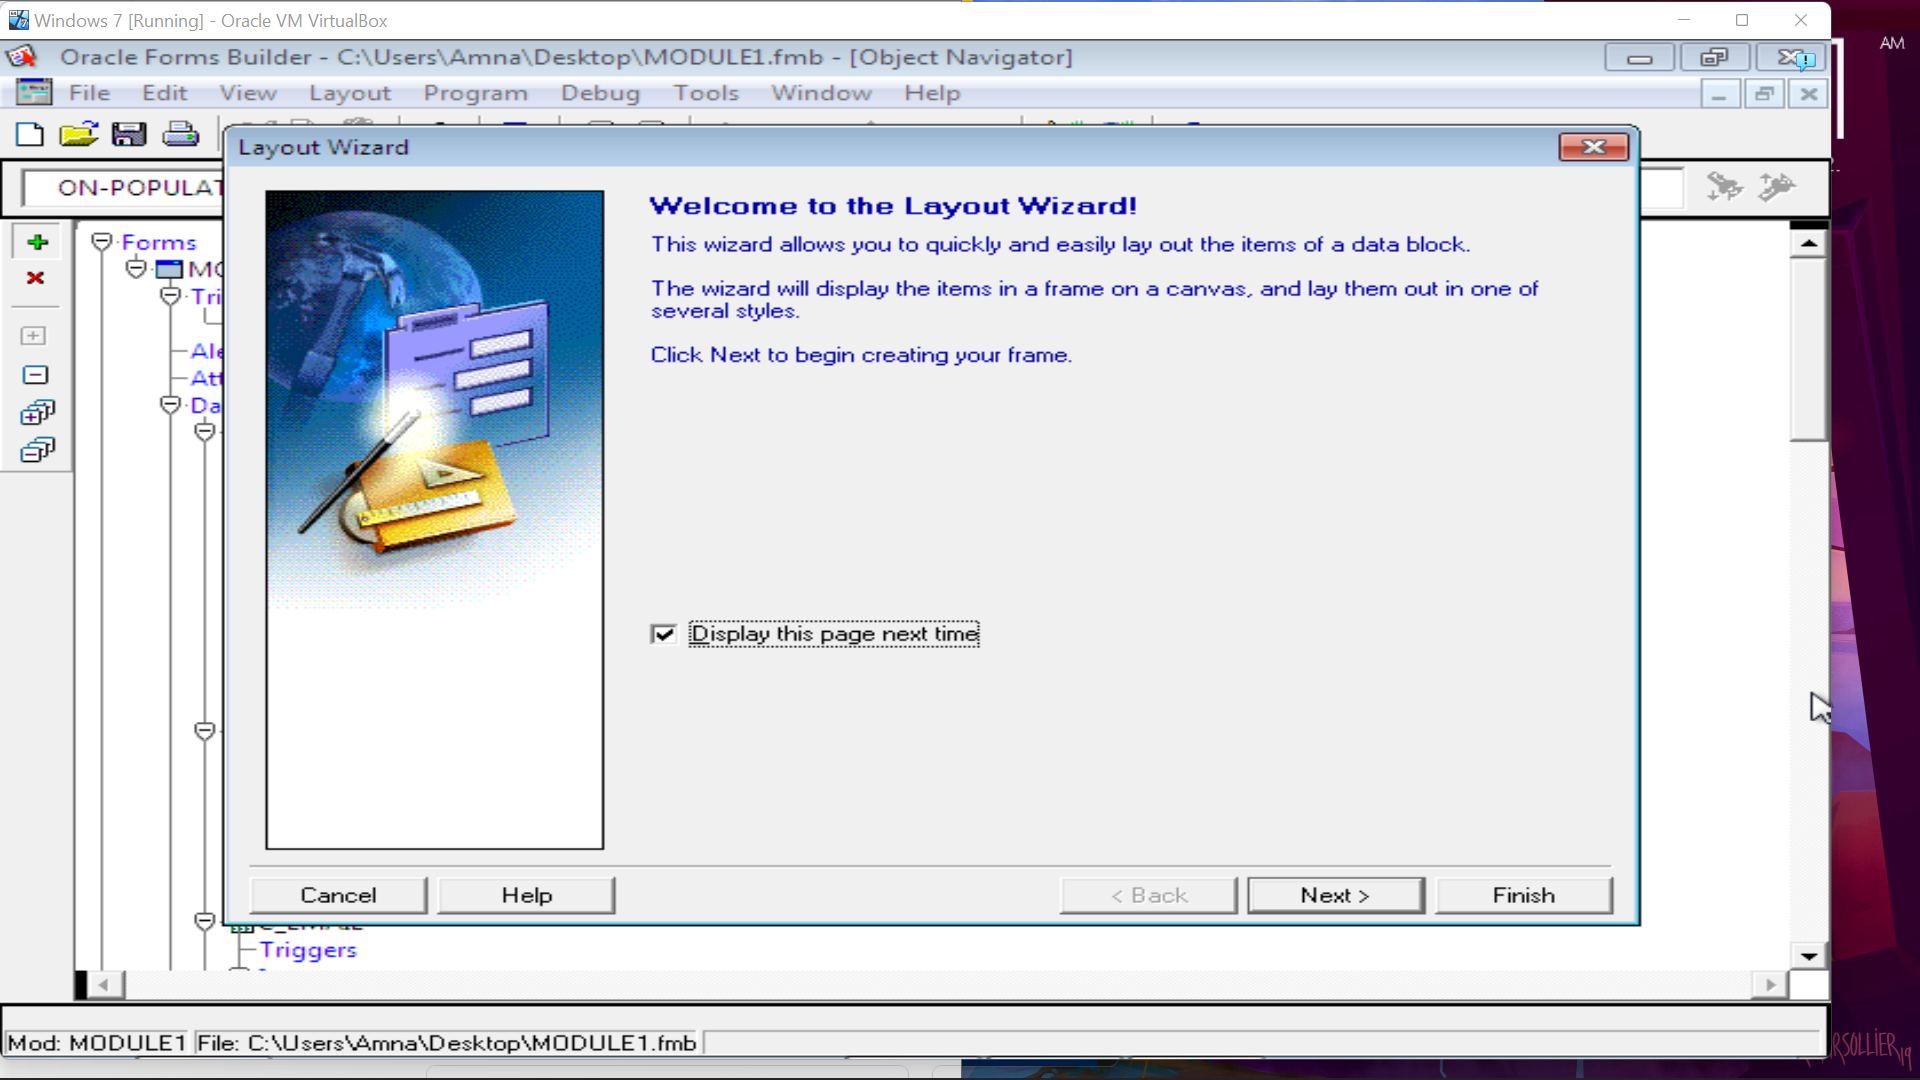 Windows 7 [Running] - Oracle VM VirtualBox
AM
Oracle Forms Builder - C:\Users\Amna\Desktop\MODULE1.fmb - [Object Navigator]
File Edit View Layout Program Debug Tools Window Help
Layout Wizard
ON-POPULAT
Welcome to the Layout Wizard!
This wizard allows you to quickly and easily lay out the items of a data block.
The wizard will display the items in a frame on a canvas, and lay them out in one of
several styles.
Click Next to begin creating your frame.
Display this page next time
Forms
MO
Tri
Ale
Att
Da
Cancel Help < Back Next > Finish
Triggers
Mod: MODULE1 File: C:\Users\Amna\Desktop\MODULE1.fmb